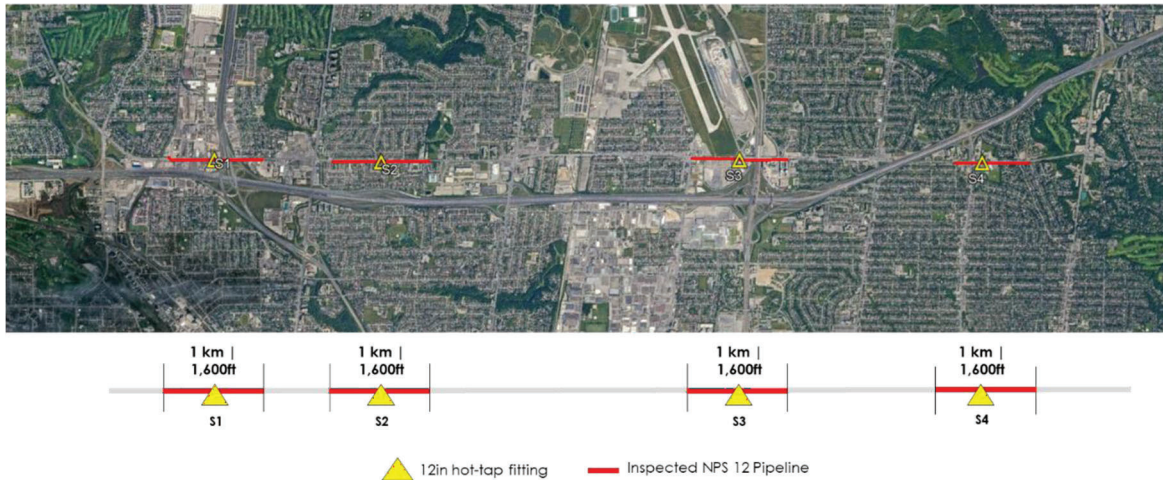 S1
S2
S3
S4
1 km |
1,600ft
1 km |
1,600ft
1 km |
1,600ft
1 km |
1,600ft
S1
S2
S3
S4
12in hot-tap fitting
Inspected NPS 12 Pipeline